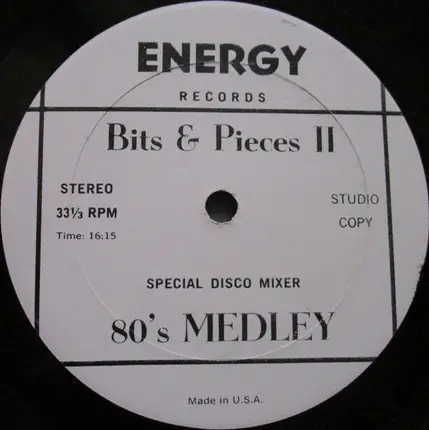 ENERGY
RECORDS
Bits & Pieces II
STEREO
33⅓ RPM
Time: 16:15
STUDIO
COPY
SPECIAL DISCO MIXER
80's MEDLEY
Made in U.S.A.